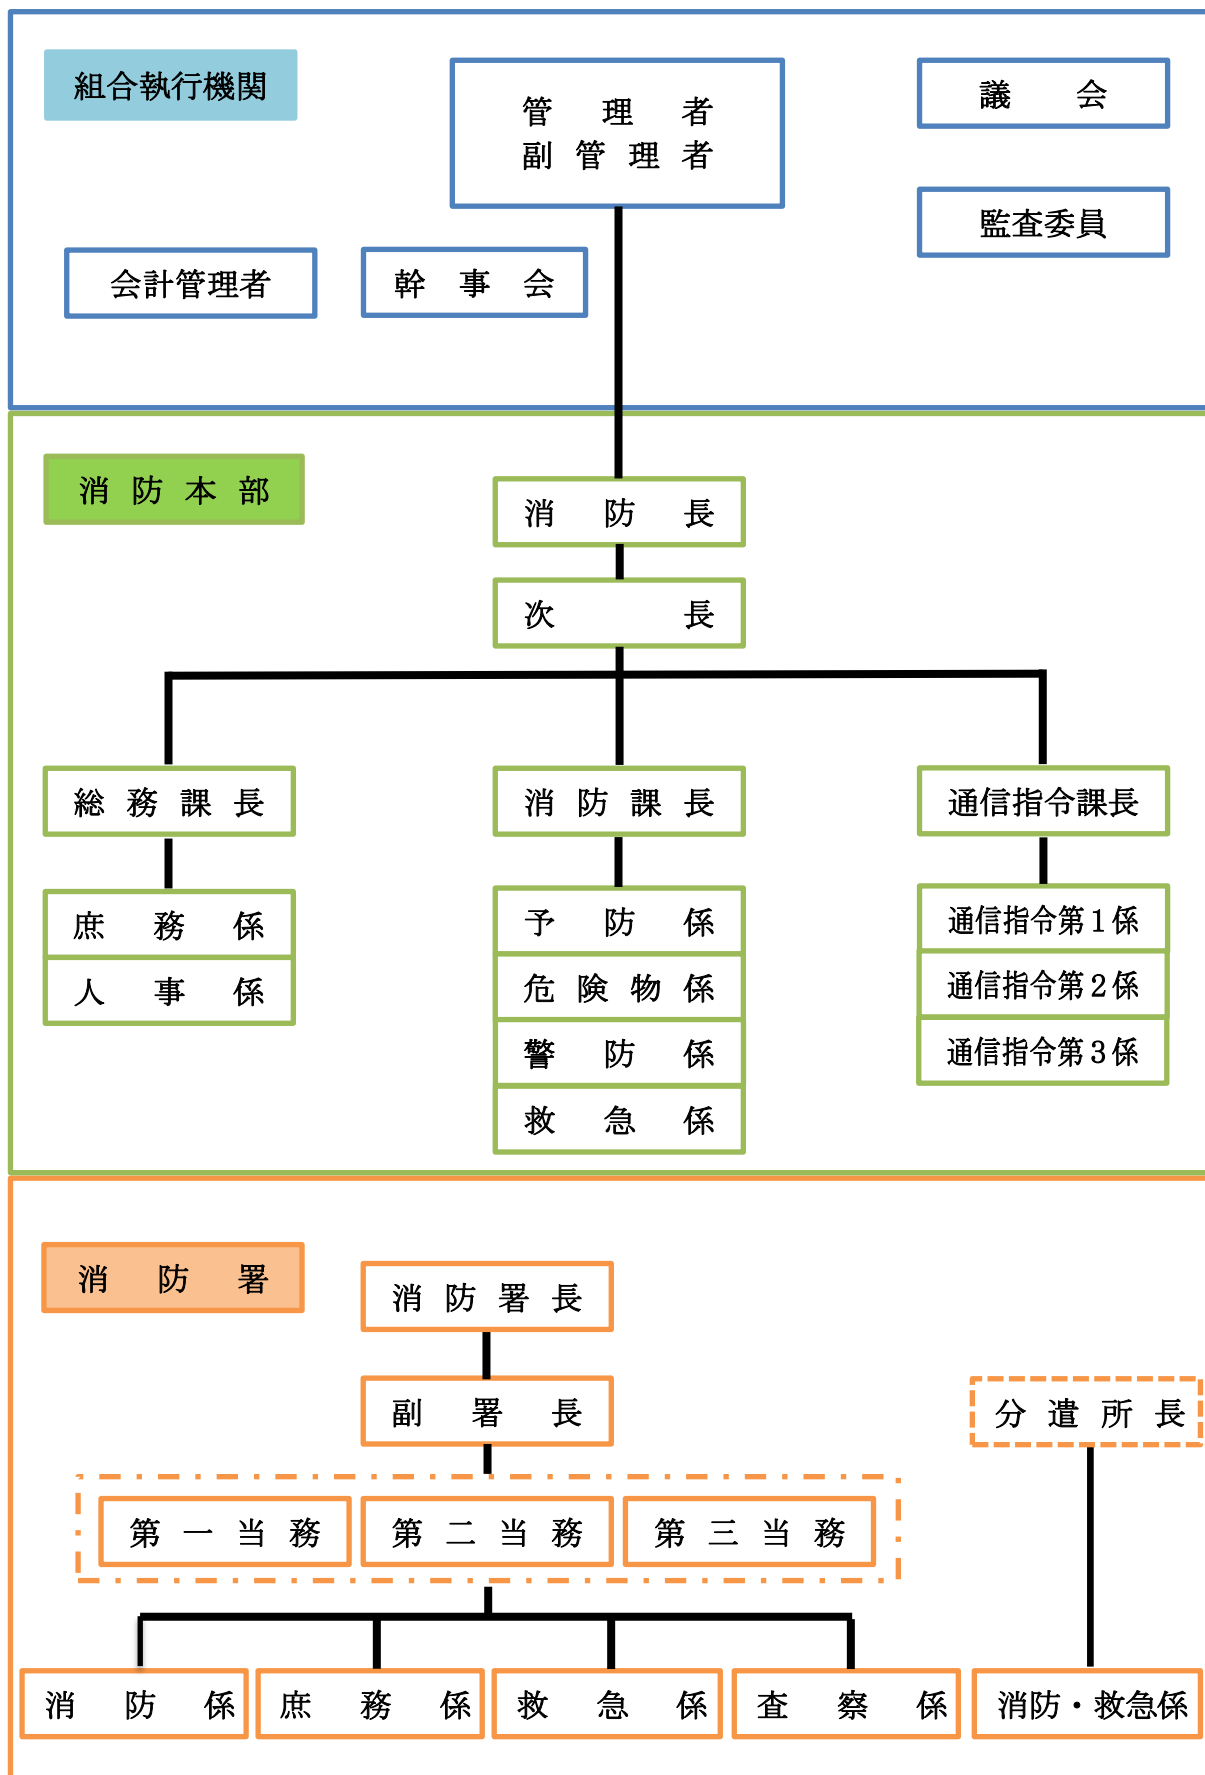 組合執行機関
管理者
副管理者
議会
監査委員
会計管理者
幹事会
消防本部
消防長
次長
総務課長
消防課長
通信指令課長
庶務係
人事係
予防係
危険物係
警防係
救急係
通信指令第1係
通信指令第2係
通信指令第3係
消防署
消防署長
副署長
分遣所長
第一当務
第二当務
第三当務
消防係
庶務係
救急係
査察係
消防・救急係